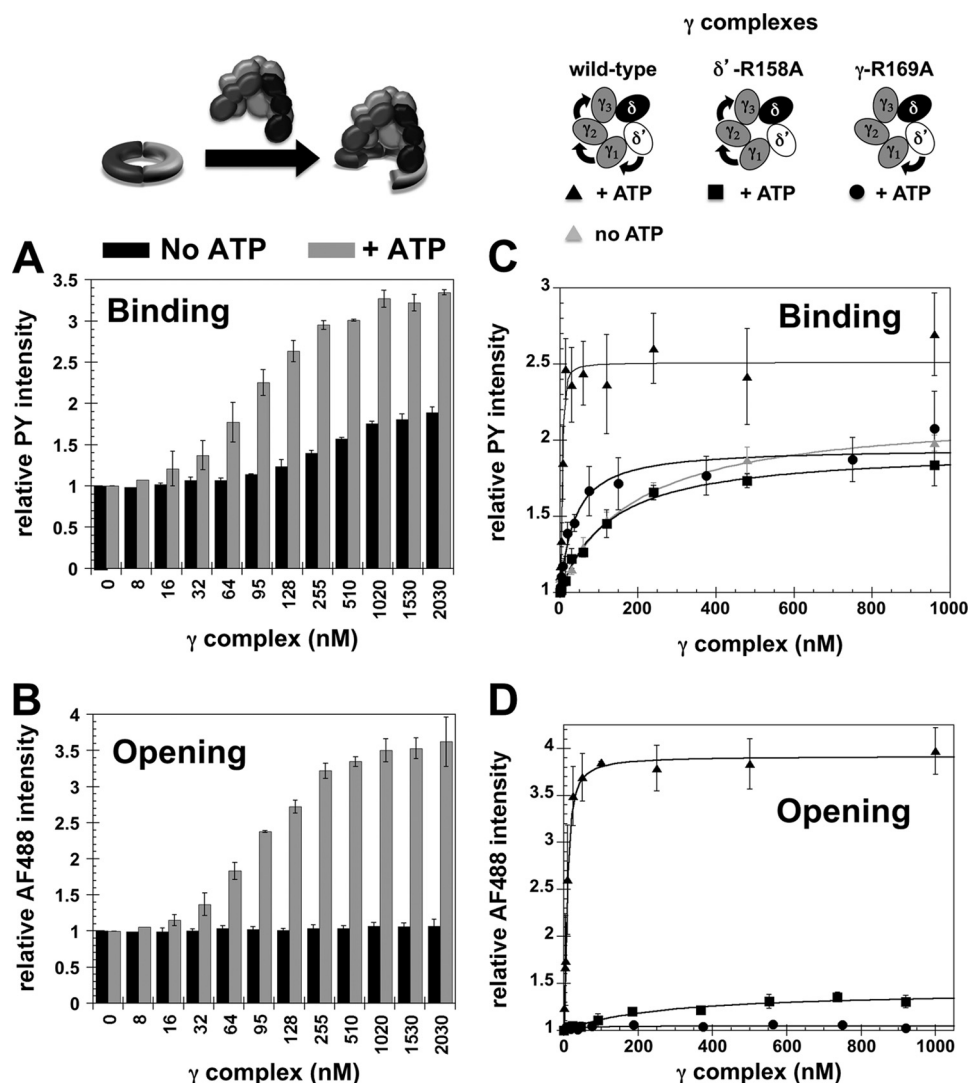 γ complexes
wild-type δ'-R158A γ-R169A
γ3 δ γ2 δ' γ1
γ3 δ γ2 δ' γ1
γ3 δ γ2 δ' γ1
+ ATP + ATP + ATP
no ATP
No ATP + ATP
A
Binding
relative PY intensity
3.5
3
2.5
2
1.5
1
0.5
0
0 8 16 32 64 95 128 255 510 1020 1530 2030
γ complex (nM)
C
Binding
relative PY intensity
3
2.5
2
1.5
1
0 200 400 600 800 1000
γ complex (nM)
B
Opening
relative AF488 intensity
4
3.5
3
2.5
2
1.5
1
0.5
0
0 8 16 32 64 95 128 255 510 1020 1530 2030
γ complex (nM)
D
Opening
relative AF488 intensity
4
3.5
3
2.5
2
1.5
1
0 200 400 600 800 1000
γ complex (nM)